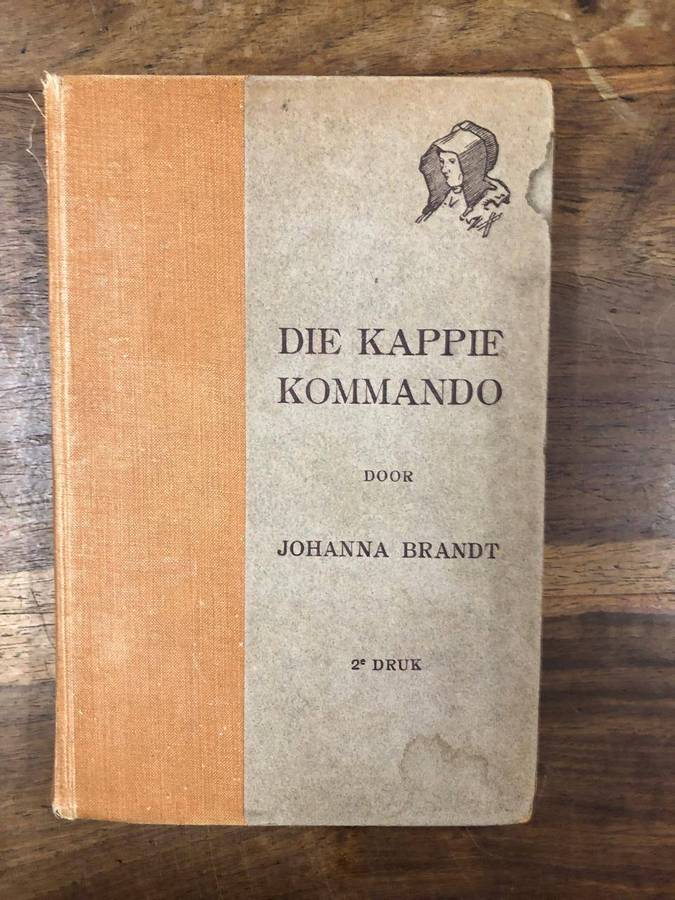 DIE KAPPIE
KOMMANDO
DOOR
JOHANNA BRANDT
2e DRUK